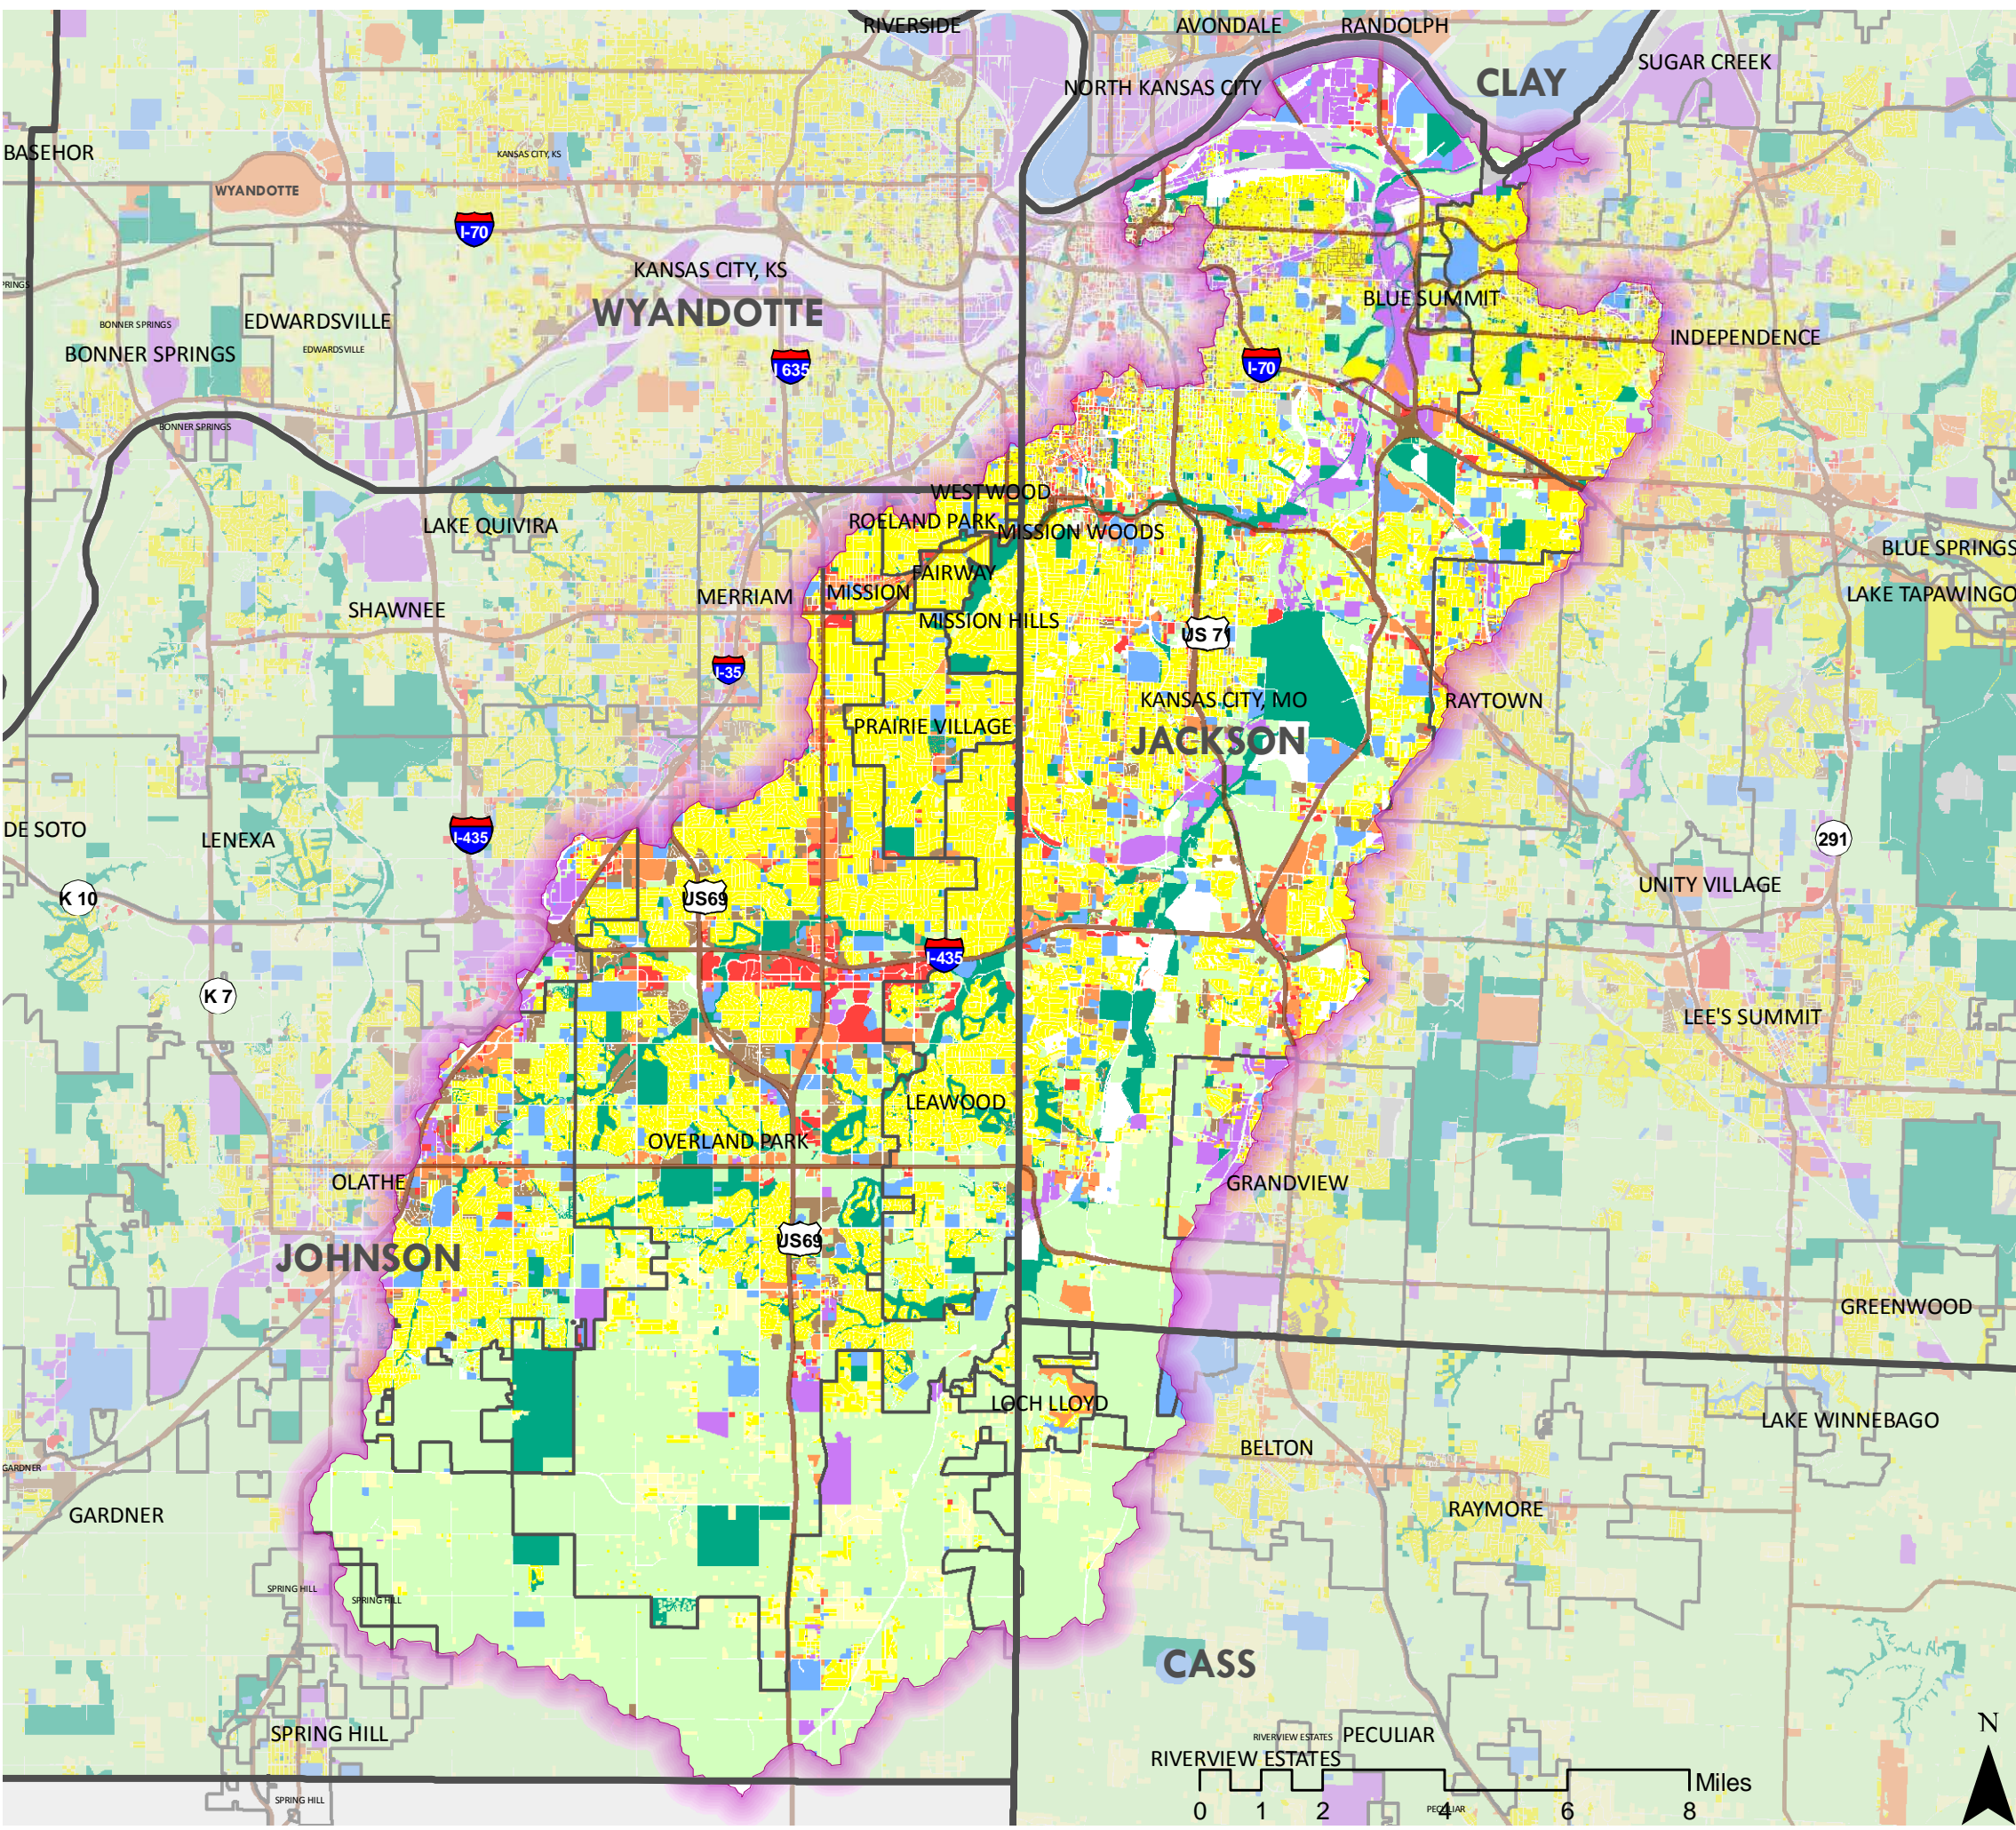 RIVERSIDE
AVONDALE
RANDOLPH
SUGAR CREEK
CLAY
NORTH KANSAS CITY
BASEHOR
KANSAS CITY, KS
WYANDOTTE
I-70
KANSAS CITY, KS
WYANDOTTE
BLUE SUMMIT
BONNER SPRINGS
EDWARDSVILLE
EDWARDSVILLE
BONNER SPRINGS
INDEPENDENCE
I 635
I-70
BONNER SPRINGS
WESTWOOD
LAKE QUIVIRA
ROELAND PARK
MISSION WOODS
BLUE SPRINGS
FAIRWAY
MISSION
MERRIAM
LAKE TAPAWINGO
SHAWNEE
MISSION HILLS
US 71
I-35
KANSAS CITY, MO
RAYTOWN
PRAIRIE VILLAGE
JACKSON
DE SOTO
LENEXA
I-435
291
K 10
US69
UNITY VILLAGE
I-435
K 7
LEE'S SUMMIT
LEAWOOD
OVERLAND PARK
OLATHE
GRANDVIEW
US69
JOHNSON
GREENWOOD
LOCH LLOYD
LAKE WINNEBAGO
BELTON
GARDNER
GARDNER
RAYMORE
SPRING HILL
SPRING HILL
CASS
SPRING HILL
RIVERVIEW ESTATES
PECULIAR
RIVERVIEW ESTATES
N
Miles
0 1 2 4 6 8
SPRING HILL